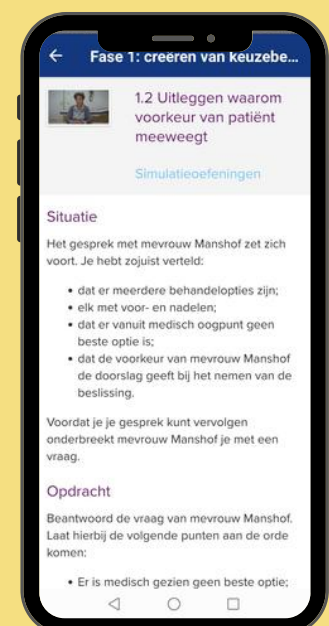 Fase 1: creëren van keuzebe...
1.2 Uitleggen waarom
voorkeur van patiënt
meeweegt
Simulatieoefeningen
Situatie
Het gesprek met mevrouw Manshof zet zich
voort. Je hebt zojuist verteld:
• dat er meerdere behandelopties zijn;
• elk met voor- en nadelen;
• dat er vanuit medisch oogpunt geen
beste optie is;
• dat de voorkeur van mevrouw Manshof
de doorslag geeft bij het nemen van de
beslissing.
Voordat je je gesprek kunt vervolgen
onderbreekt mevrouw Manshof je met een
vraag.
Opdracht
Beantwoord de vraag van mevrouw Manshof.
Laat hierbij de volgende punten aan de orde
komen:
• Er is medisch gezien geen beste optie;